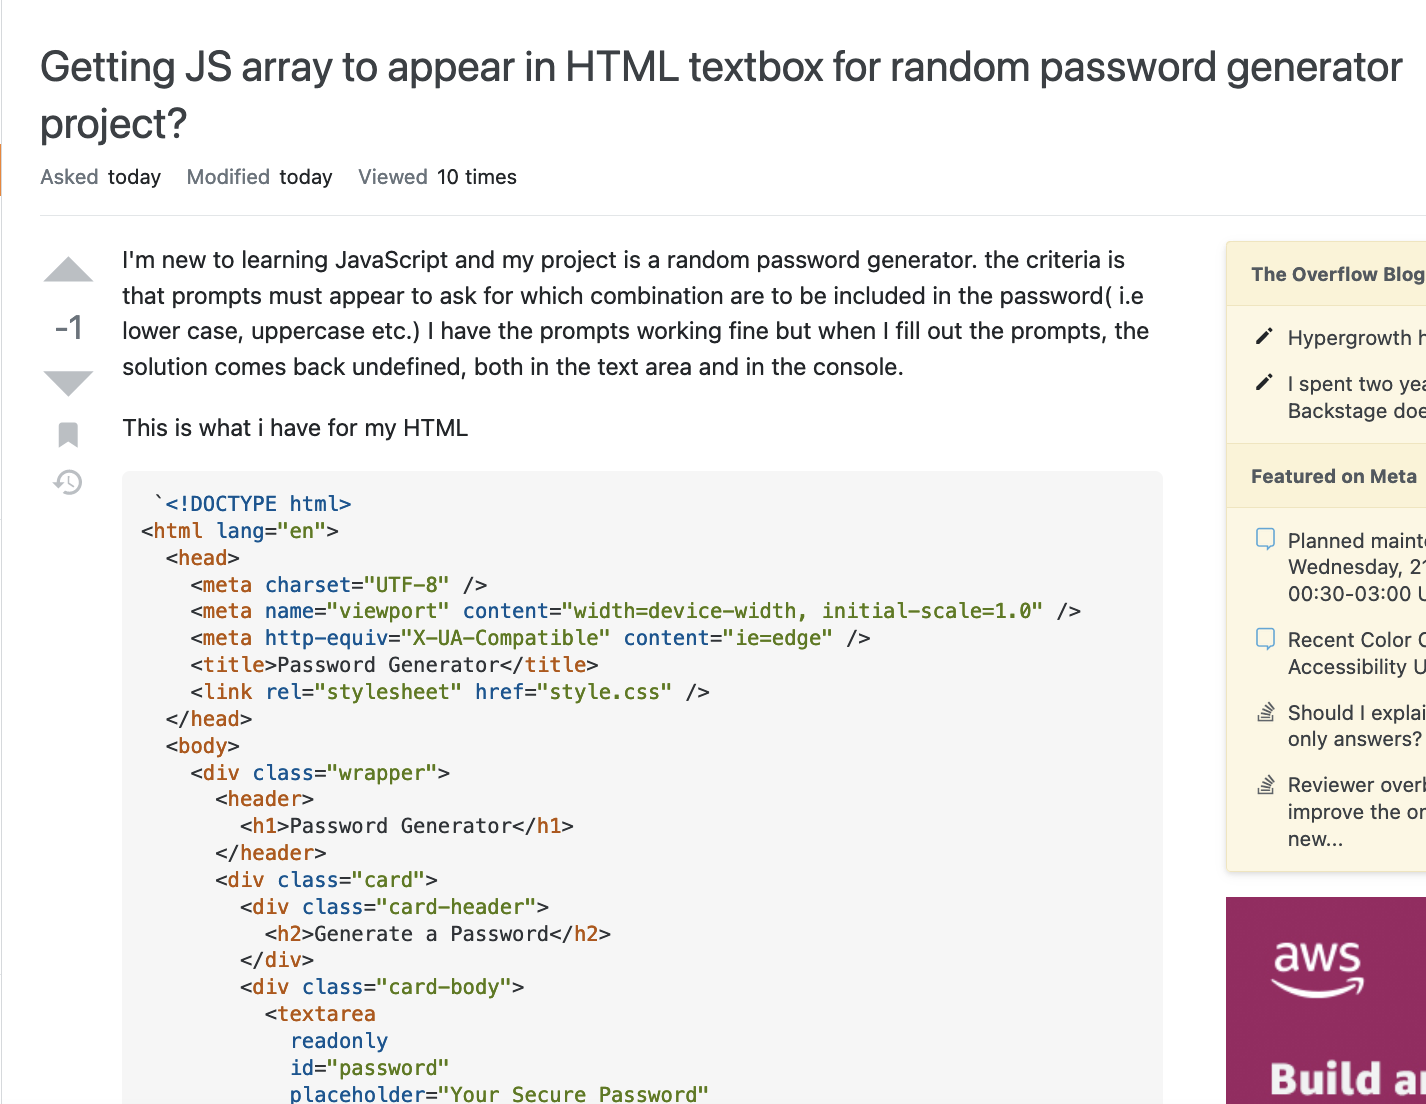 Getting JS array to appear in HTML textbox for random password generator
project?
Asked today Modified today Viewed 10 times
I'm new to learning JavaScript and my project is a random password generator. the criteria is
that prompts must appear to ask for which combination are to be included in the password( i.e
-1
lower case, uppercase etc.) I have the prompts working fine but when I fill out the prompts, the
solution comes back undefined, both in the text area and in the console.
This is what i have for my HTML
`<!DOCTYPE html>
<html lang="en">
<head>
<meta charset="UTF-8" />
<meta name="viewport" content="width=device-width, initial-scale=1.0" />
<meta http-equiv="X-UA-Compatible" content="ie=edge" />
<title>Password Generator</title>
<link rel="stylesheet" href="style.css" />
</head>
<body>
<div class="wrapper">
<header>
<h1>Password Generator</h1>
</header>
<div class="card">
<div class="card-header">
<h2>Generate a Password</h2>
</div>
<div class="card-body">
<textarea
readonly
id="password"
placeholder="Your Secure Password"
The Overflow Blog
Hypergrowth
I spent two
Backstage
Featured on Meta
Planned
Wednesday,
00:30-03:00
Recent Color
Accessibility
Should I
only answers?
Reviewer
improve the
new...
aws
Build